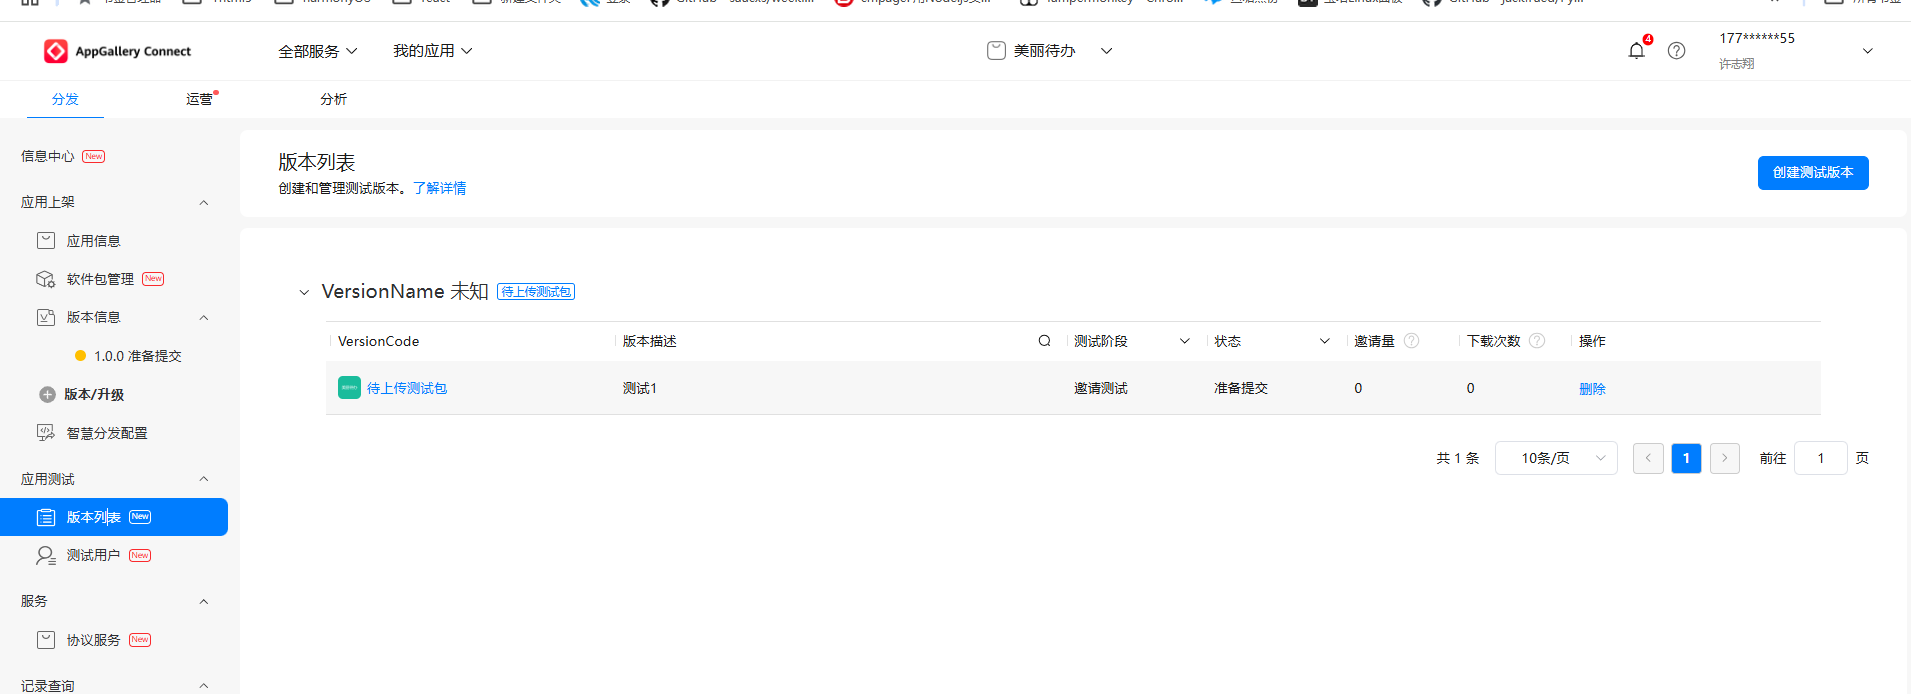 AppGallery Connect
全部服务
我的应用
美丽待办
4
177******55
许志翔
分发
运营
分析
信息中心 New
应用上架
应用信息
软件包管理 New
版本信息
1.0.0 准备提交
版本/升级
智慧分发配置
应用测试
版本列表 New
测试用户 New
服务
协议服务 New
记录查询
版本列表
创建和管理测试版本。了解详情
创建测试版本
VersionName 未知 待上传测试包
VersionCode 版本描述 测试阶段 状态 邀请量 下载次数 操作
待上传测试包 测试1 邀请测试 准备提交 0 0 删除
共 1 条 10条/页 1 前往 1 页